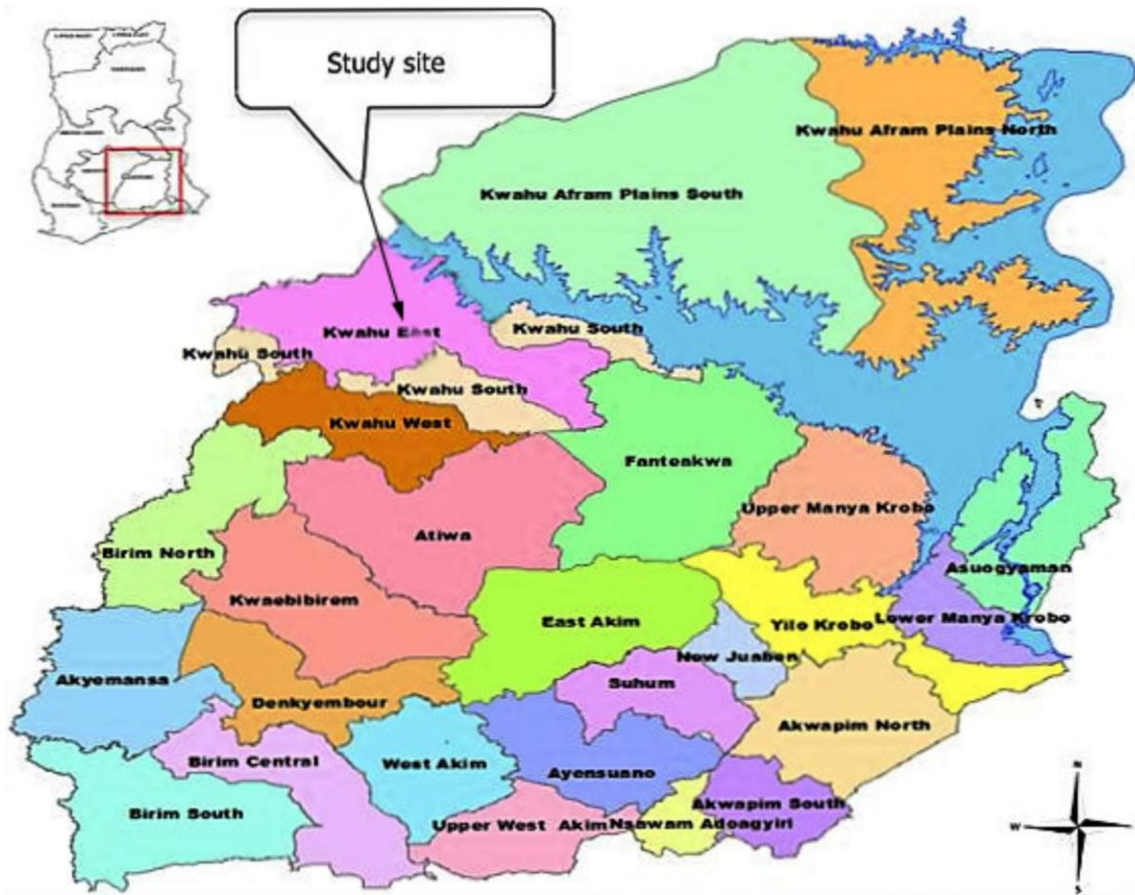 Study site
Kwahu Afram Plains North
Kwahu Afram Plains South
Kwahu East
Kwahu South
Kwahu South
Kwahu South
Kwahu West
Fantoakwa
Upper Manya Krobo
Atiwa
Birim North
Asuogyaman
Kwaebibirem
East Akim
Yilo Krobo
Lower Manya Krobo
New Juaben
Akyemansa
Suhum
Denkyembour
Akwapim North
Birim Central
West Akim
Ayensuano
Birim South
Akwapim South
Upper West Akim
Nsawam Adoagyiri
N
W
S